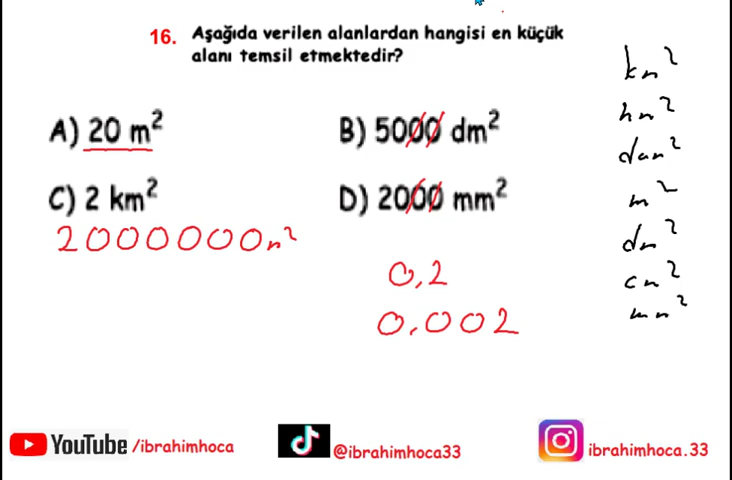 16. Aşağıda verilen alanlardan hangisi en küçük
alanı temsil etmektedir?
A) 20 m²
B) 5000 dm²
C) 2 km²
D) 2000 mm²
2000000m²
0,2
0.002
km²
hm²
dam²
m²
dm²
cm²
mm²
YouTube /ibrahimhoca
@ibrahimhoca33
ibrahimhoca.33